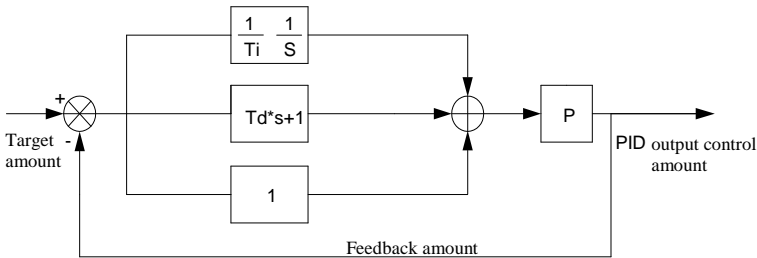 1 1
Ti S
+
Td*s+1
P
Target
amount
-
PID output control
amount
1
Feedback amount